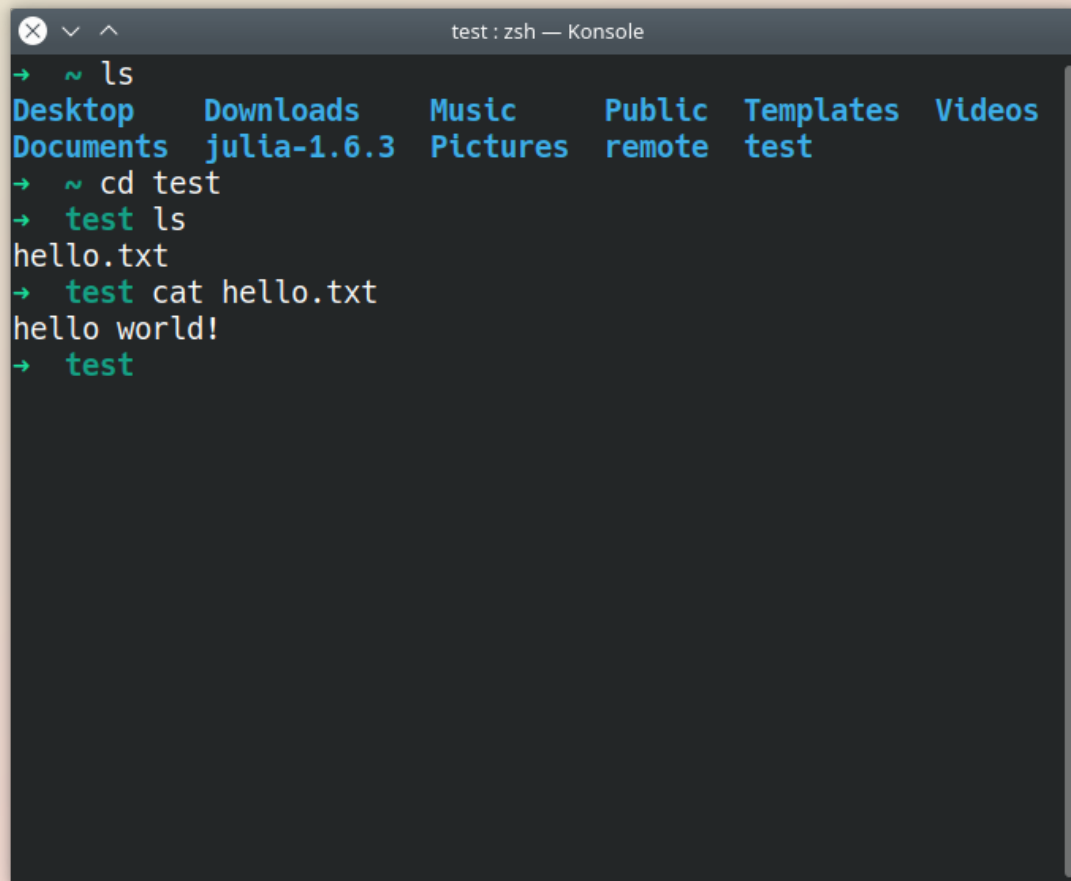 test : zsh — Konsole
➜ ~ ls
Desktop Downloads Music Public Templates Videos
Documents julia-1.6.3 Pictures remote test
➜ ~ cd test
➜ test ls
hello.txt
➜ test cat hello.txt
hello world!
➜ test